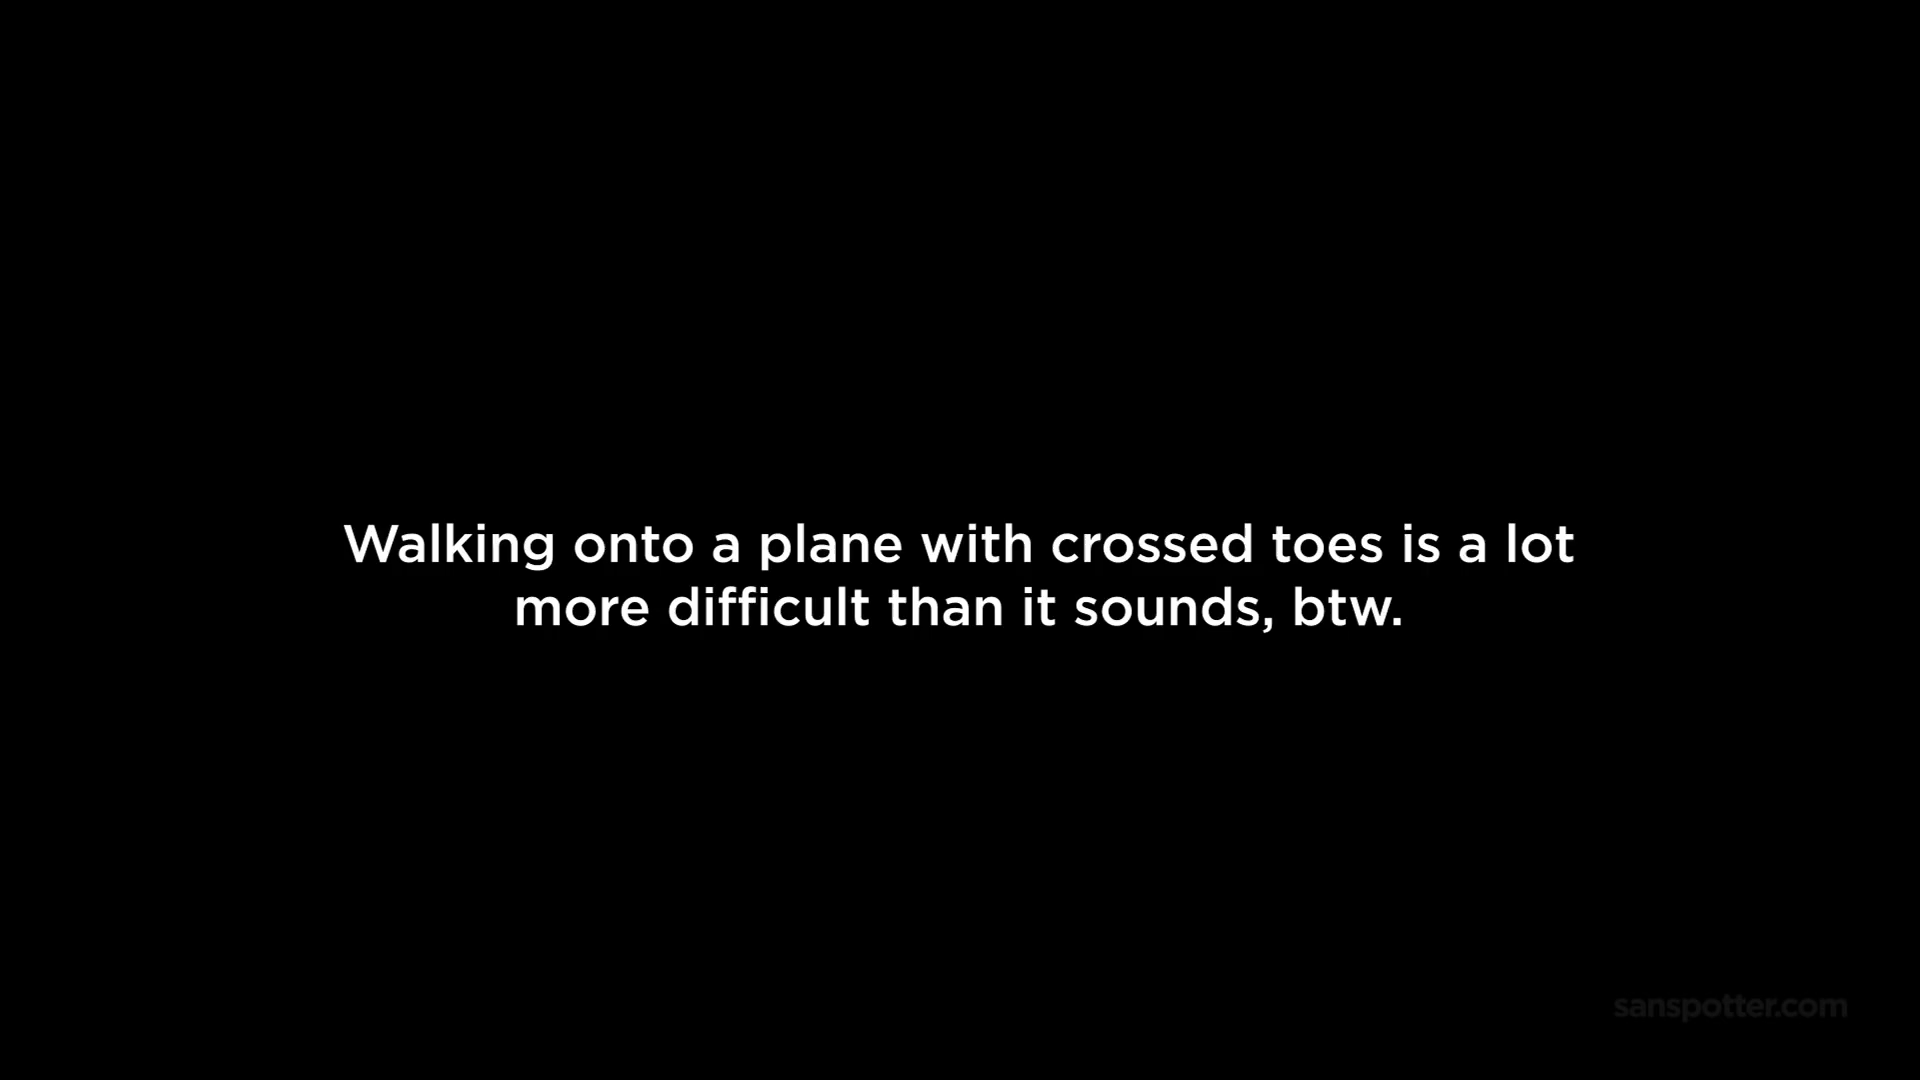 Walking onto a plane with crossed toes is a lot
more difficult than it sounds, btw.
sanspotter.com